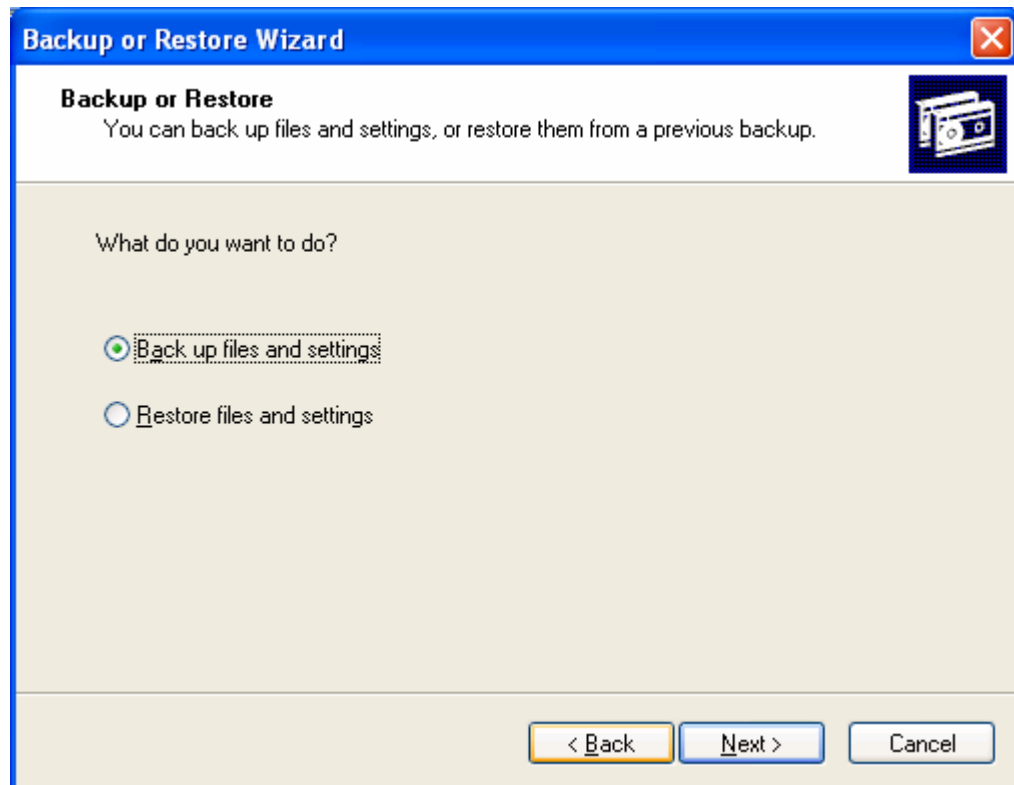 Backup or Restore Wizard
Backup or Restore
You can back up files and settings, or restore them from a previous backup.
What do you want to do?
Back up files and settings
Restore files and settings
< Back Next > Cancel